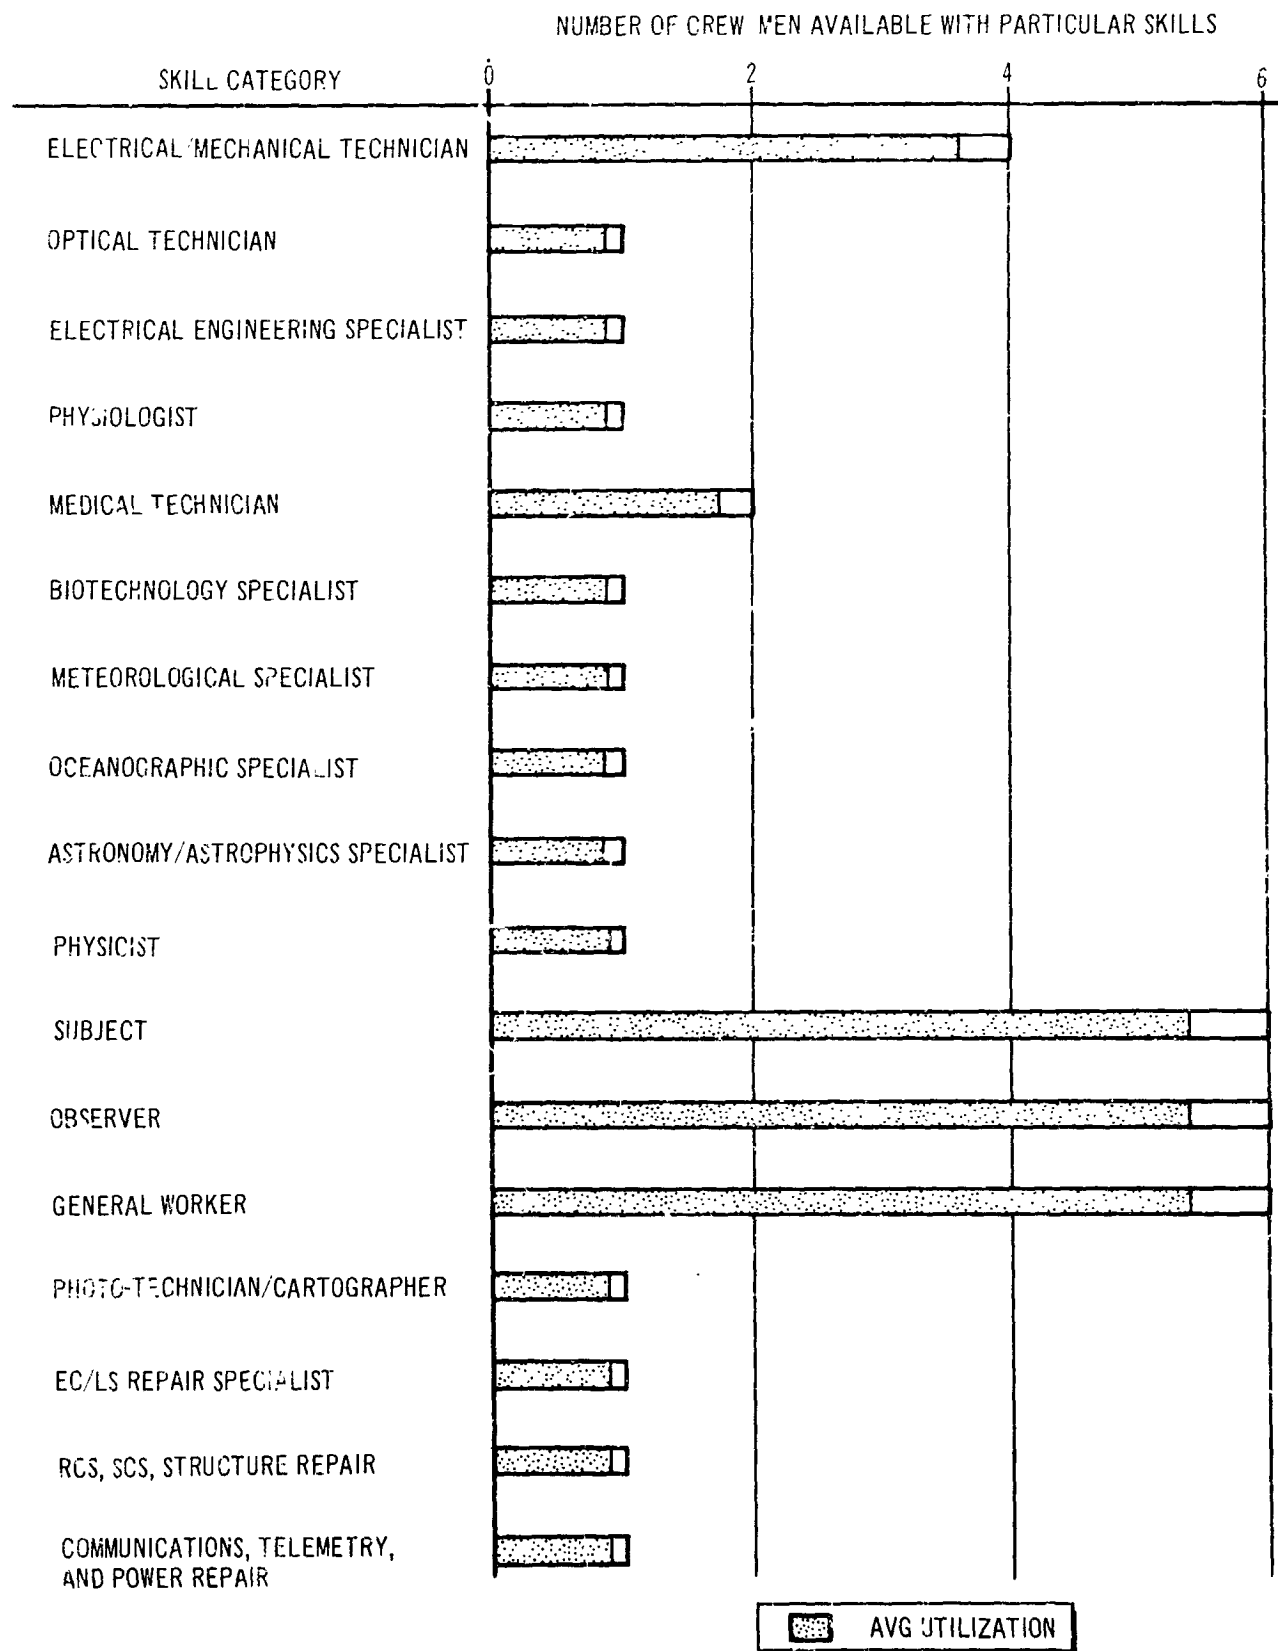 NUMBER OF CREW MEN AVAILABLE WITH PARTICULAR SKILLS
SKILL CATEGORY 0 2 4 6
ELECTRICAL/MECHANICAL TECHNICIAN
OPTICAL TECHNICIAN
ELECTRICAL ENGINEERING SPECIALIST
PHYSIOLOGIST
MEDICAL TECHNICIAN
BIOTECHNOLOGY SPECIALIST
METEOROLOGICAL SPECIALIST
OCEANOGRAPHIC SPECIALIST
ASTRONOMY/ASTROPHYSICS SPECIALIST
PHYSICIST
SUBJECT
OBSERVER
GENERAL WORKER
PHOTO-TECHNICIAN/CARTOGRAPHER
EC/LS REPAIR SPECIALIST
RCS, SCS, STRUCTURE REPAIR
COMMUNICATIONS, TELEMETRY,
AND POWER REPAIR
AVG UTILIZATION